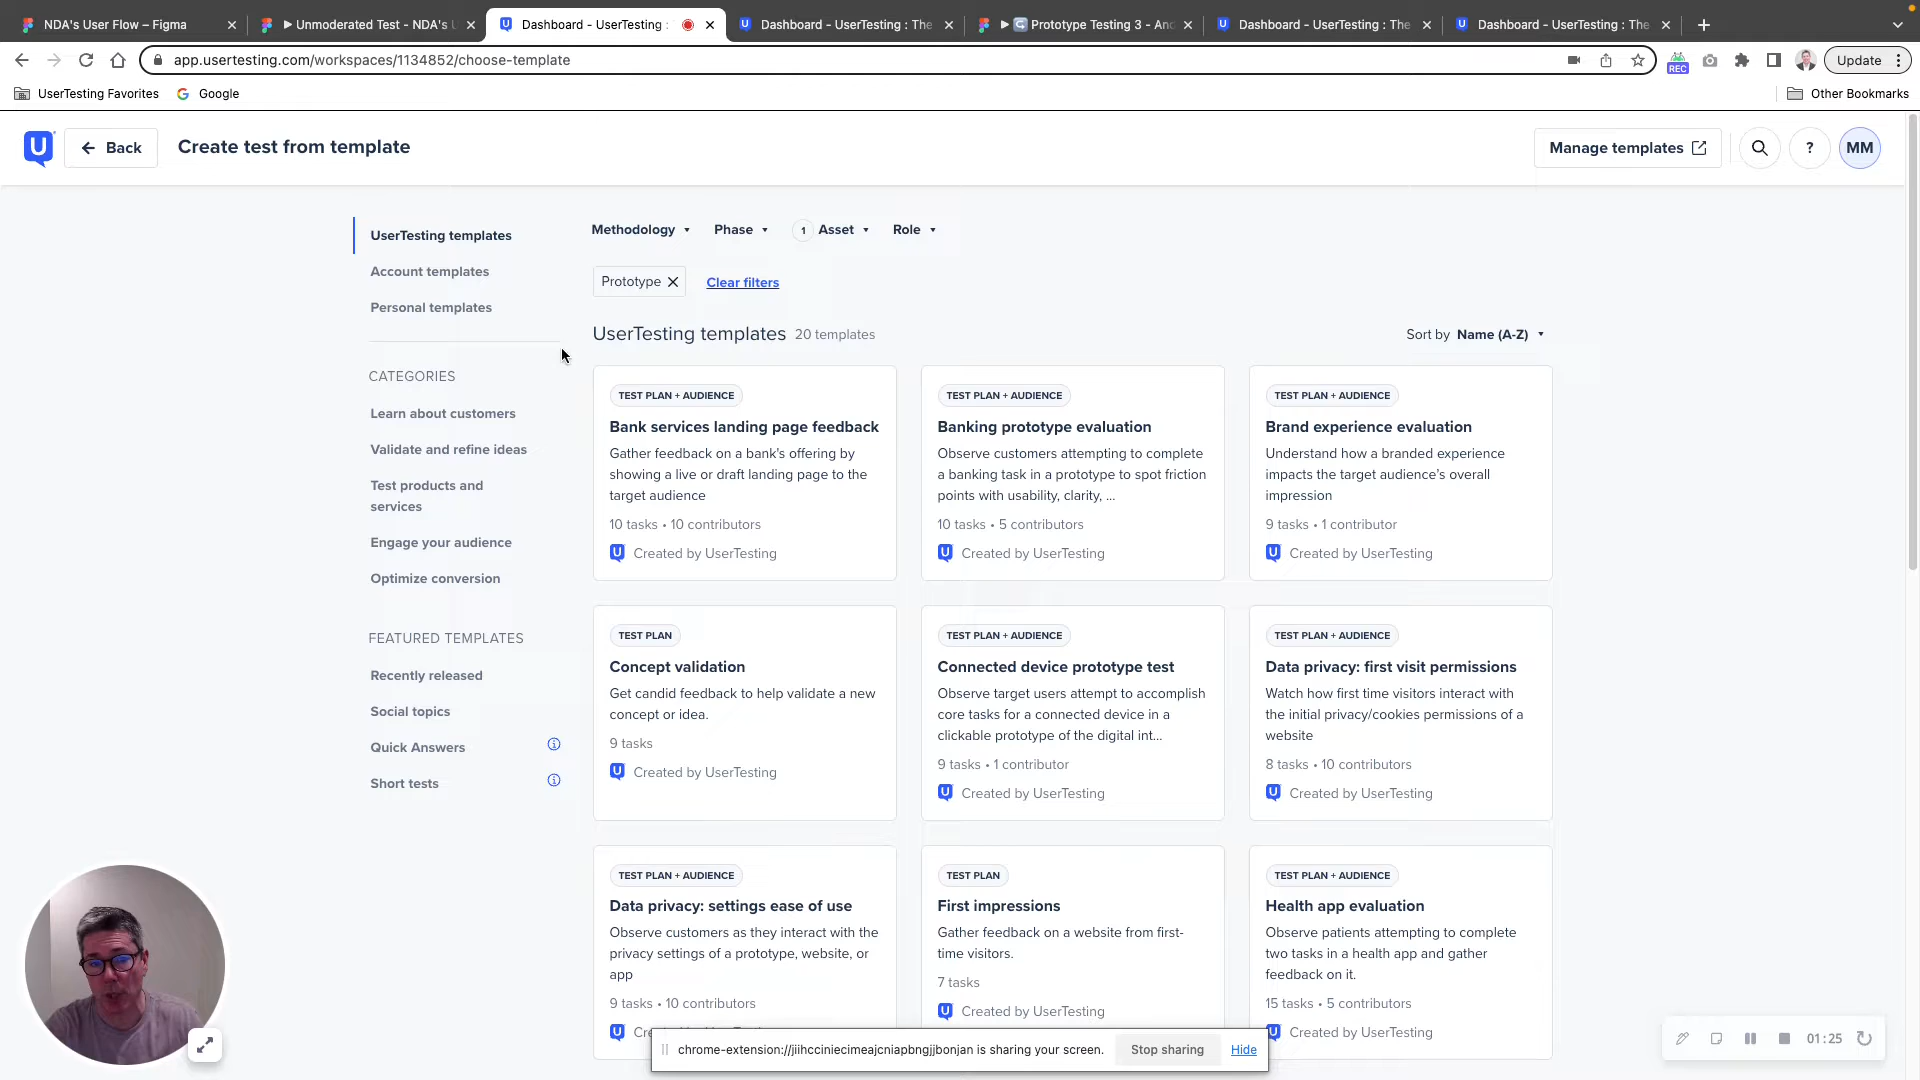 NDA's User Flow – Figma
Unmoderated Test - NDA's U
Dashboard - UserTesting :
Dashboard - UserTesting : The
Prototype Testing 3 - And
Dashboard - UserTesting : The
Dashboard - UserTesting : The
app.usertesting.com/workspaces/1134852/choose-template
REC
Update
UserTesting Favorites
Google
Other Bookmarks
Back
Create test from template
Manage templates
?
MM
UserTesting templates
Account templates
Personal templates
CATEGORIES
Learn about customers
Validate and refine ideas
Test products and
services
Engage your audience
Optimize conversion
FEATURED TEMPLATES
Recently released
Social topics
Quick Answers
Short tests
Methodology
Phase
1 Asset
Role
Prototype
Clear filters
UserTesting templates 20 templates
Sort by Name (A-Z)
TEST PLAN + AUDIENCE
Bank services landing page feedback
Gather feedback on a bank's offering by
showing a live or draft landing page to the
target audience
10 tasks • 10 contributors
Created by UserTesting
TEST PLAN + AUDIENCE
Banking prototype evaluation
Observe customers attempting to complete
a banking task in a prototype to spot friction
points with usability, clarity, ...
10 tasks • 5 contributors
Created by UserTesting
TEST PLAN + AUDIENCE
Brand experience evaluation
Understand how a branded experience
impacts the target audience's overall
impression
9 tasks • 1 contributor
Created by UserTesting
TEST PLAN
Concept validation
Get candid feedback to help validate a new
concept or idea.
9 tasks
Created by UserTesting
TEST PLAN + AUDIENCE
Connected device prototype test
Observe target users attempt to accomplish
core tasks for a connected device in a
clickable prototype of the digital int...
9 tasks • 1 contributor
Created by UserTesting
TEST PLAN + AUDIENCE
Data privacy: first visit permissions
Watch how first time visitors interact with
the initial privacy/cookies permissions of a
website
8 tasks • 10 contributors
Created by UserTesting
TEST PLAN + AUDIENCE
Data privacy: settings ease of use
Observe customers as they interact with the
privacy settings of a prototype, website, or
app
9 tasks • 10 contributors
TEST PLAN
First impressions
Gather feedback on a website from first-
time visitors.
7 tasks
Created by UserTesting
TEST PLAN + AUDIENCE
Health app evaluation
Observe patients attempting to complete
two tasks in a health app and gather
feedback on it.
15 tasks • 5 contributors
Created by UserTesting
chrome-extension://jiihcciniecimeajcniapbngjjbonjan is sharing your screen.
Stop sharing
Hide
01:25